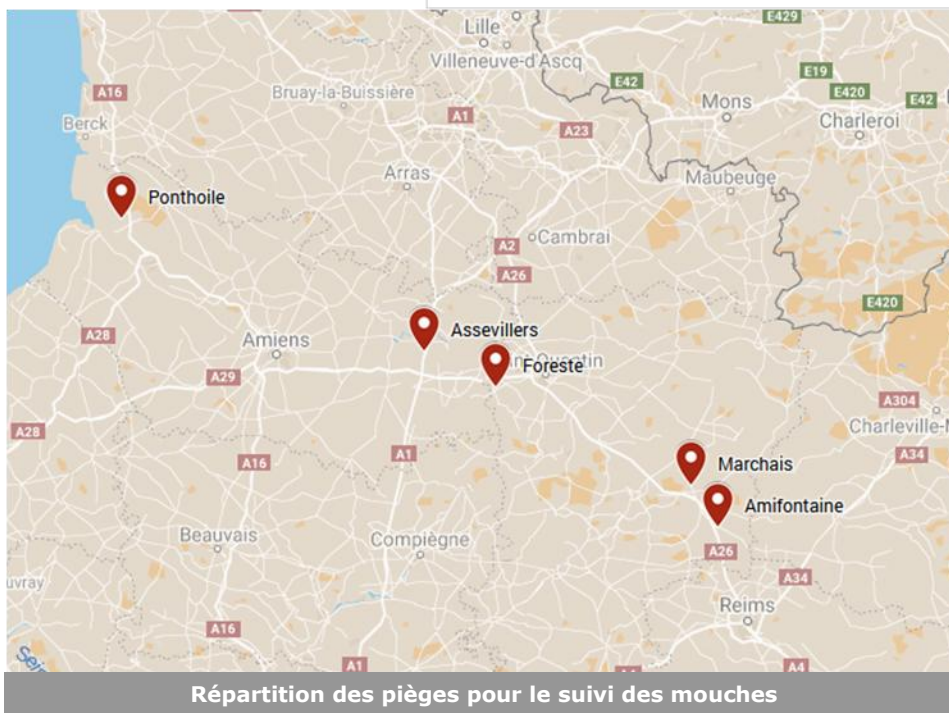 E429
Lille
Villeneuve-d'Ascq
E19
E42
A16
Bruay-la-Buissière
E420
E42
Mons
A1
Charleroi
Berck
A23
Arras
Maubeuge
Ponthoile
Cambrai
A2
A26
E420
Assevillers
A28
Amiens
Foreste
A29
A304
Charleville-M
A28
A1
A34
A16
Marchais
Amifontaine
Beauvais
Compiègne
A26
uvray
A34
Reims
A16
Sein
A1
A4
Répartition des pièges pour le suivi des mouches